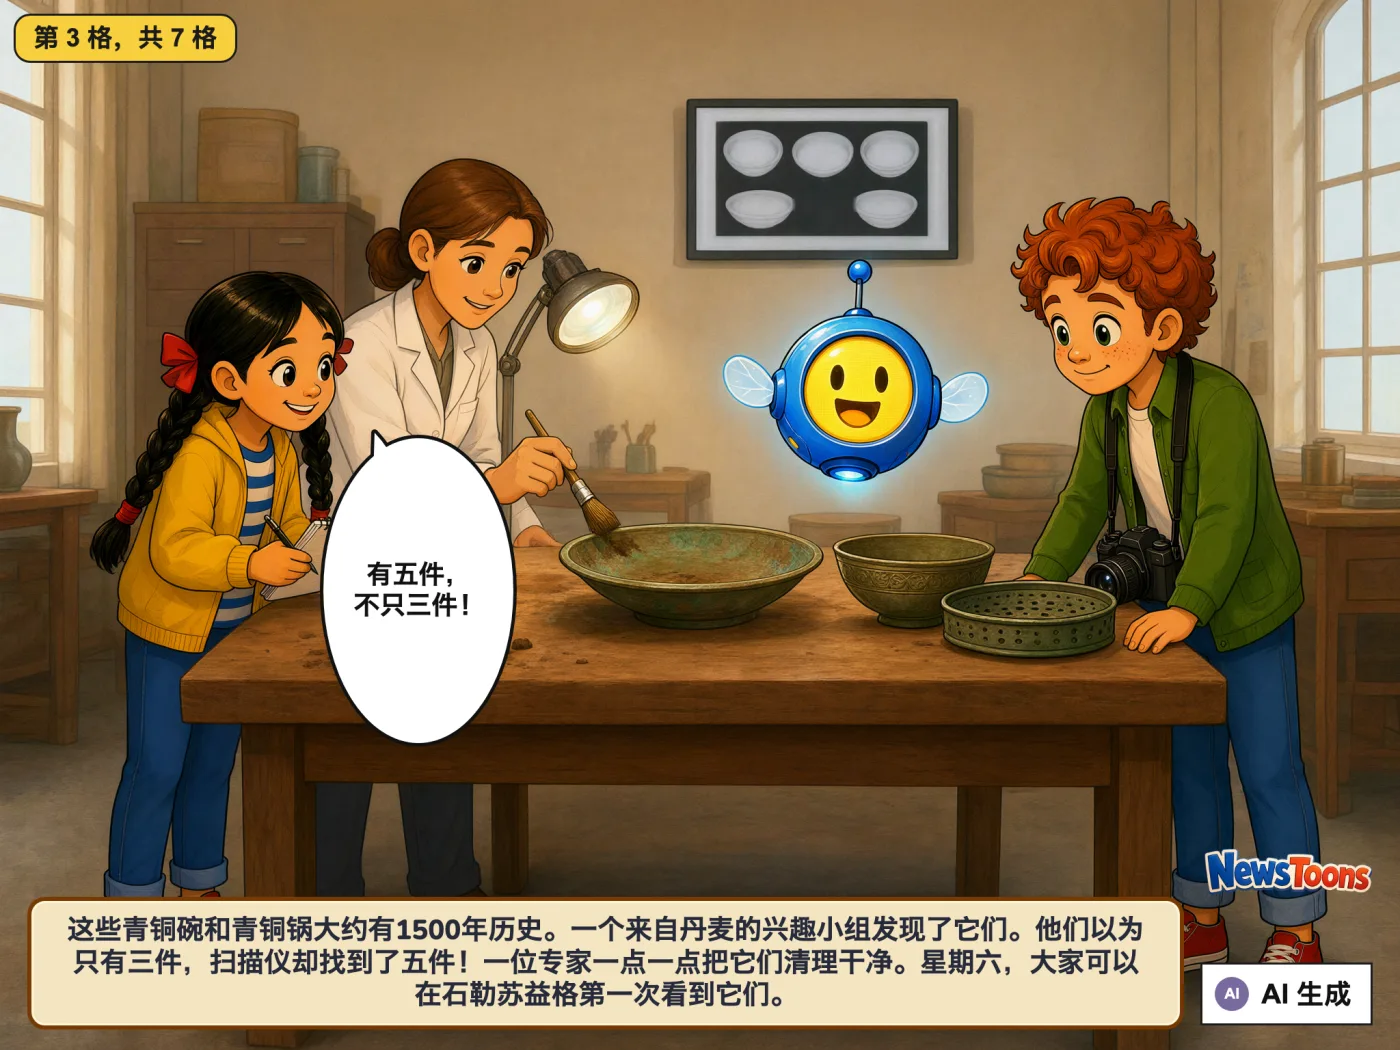 第 3 格，共 7 格
有五件，
不只三件！
这些青铜碗和青铜锅大约有1500年历史。一个来自丹麦的兴趣小组发现了它们。他们以为
只有三件，扫描仪却找到了五件！一位专家一点一点把它们清理干净。星期六，大家可以
在石勒苏益格第一次看到它们。
NewsToons
AI AI 生成